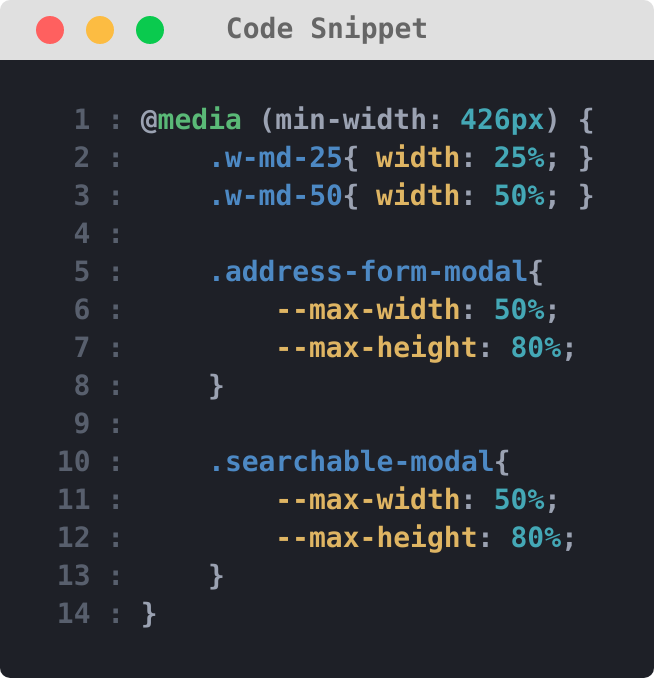 Code Snippet
1 : @media (min-width: 426px) {
2 :     .w-md-25{ width: 25%; }
3 :     .w-md-50{ width: 50%; }
4 :
5 :     .address-form-modal{
6 :         --max-width: 50%;
7 :         --max-height: 80%;
8 :     }
9 :
10 :     .searchable-modal{
11 :         --max-width: 50%;
12 :         --max-height: 80%;
13 :     }
14 : }